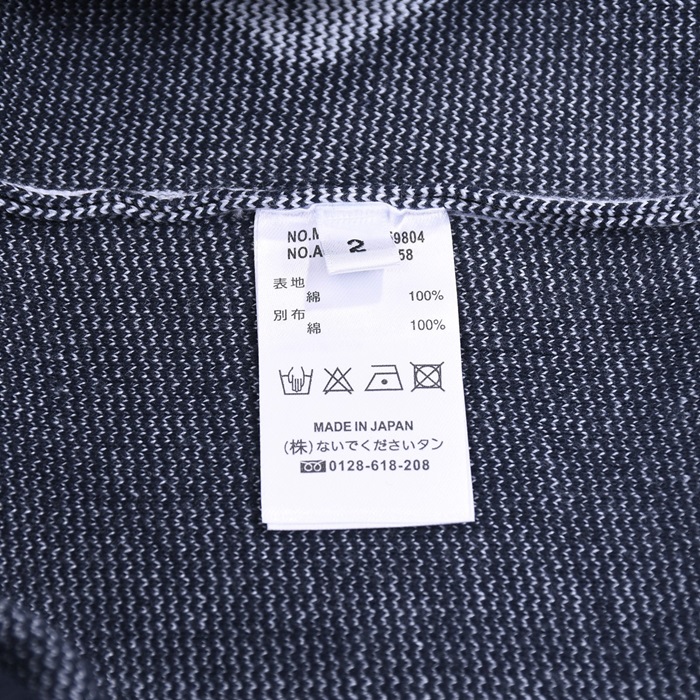 NO.M 69804
2
NO.A 58
表地
綿 100%
別布
綿 100%
MADE IN JAPAN
(株)ないでくださいタン
0128-618-208